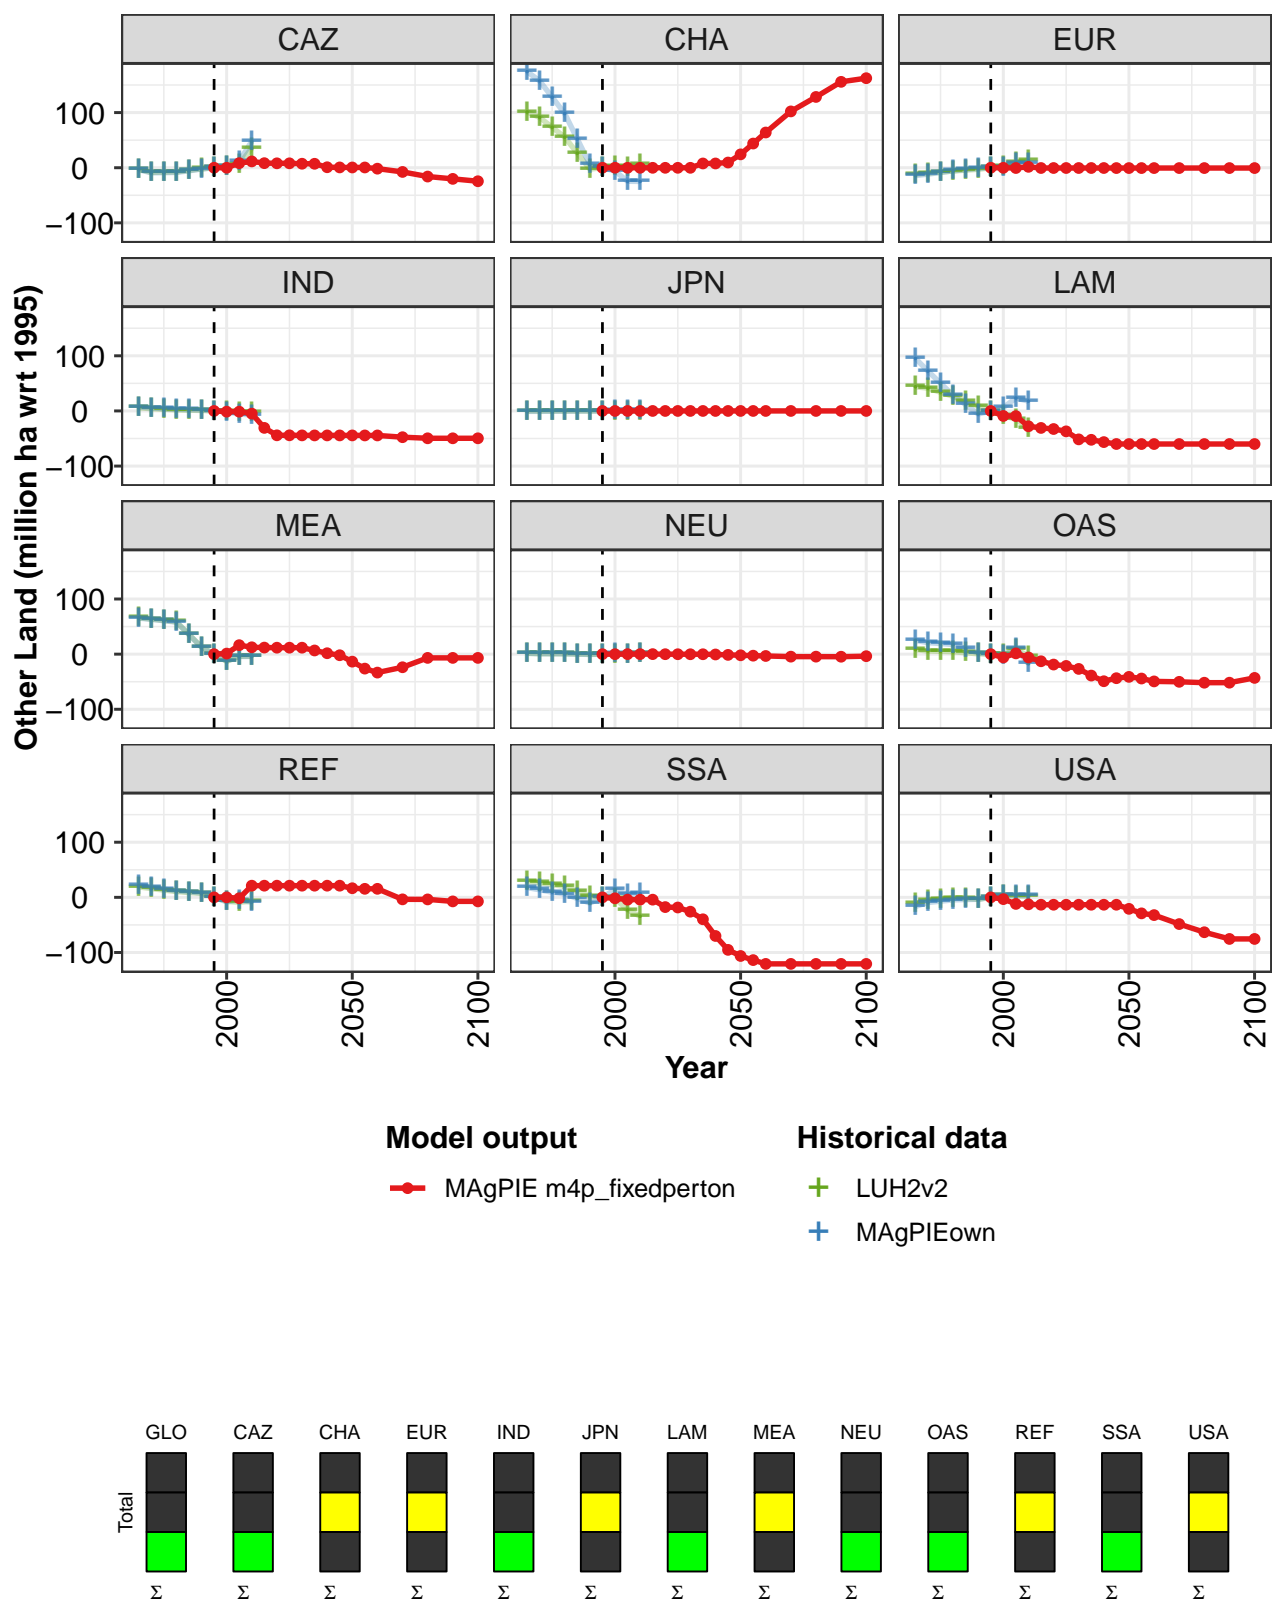 CAZ CHA EUR
100
0
−100
IND JPN LAM
100
0
−100
MEA NEU OAS
100
0
−100
REF SSA USA
100
0
−100
Other Land (million ha wrt 1995)
2000 2050 2100 2000 2050 2100 2000 2050 2100
Year
Model output Historical data
MAgPIE m4p_fixedperton LUH2v2
MAgPIEown
GLO CAZ CHA EUR IND JPN LAM MEA NEU OAS REF SSA USA
Total
Σ Σ Σ Σ Σ Σ Σ Σ Σ Σ Σ Σ Σ